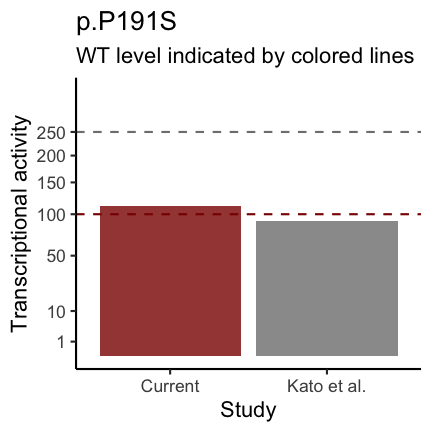 p.P191S
WT level indicated by colored lines
Transcriptional activity
250
200
150
100
50
10
1
Current
Kato et al.
Study